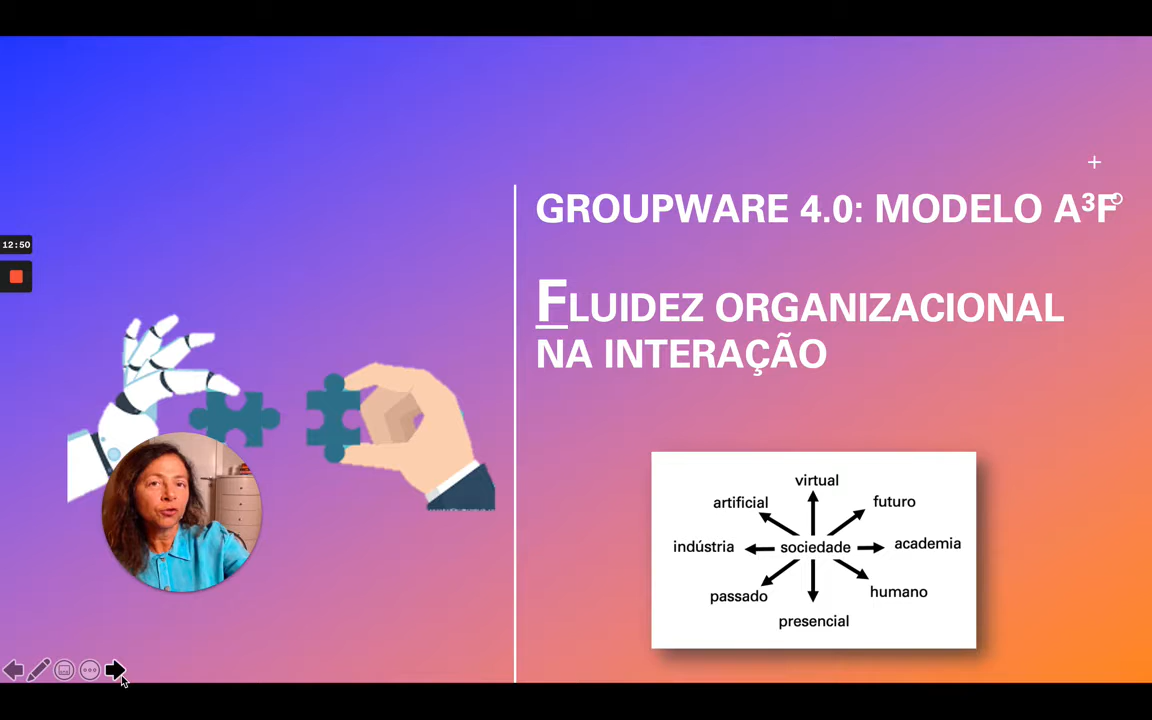 GROUPWARE 4.0: MODELO A³F
12:50
FLUIDEZ ORGANIZACIONAL
NA INTERAÇÃO
virtual
artificial
futuro
indústria
sociedade
academia
passado
humano
presencial